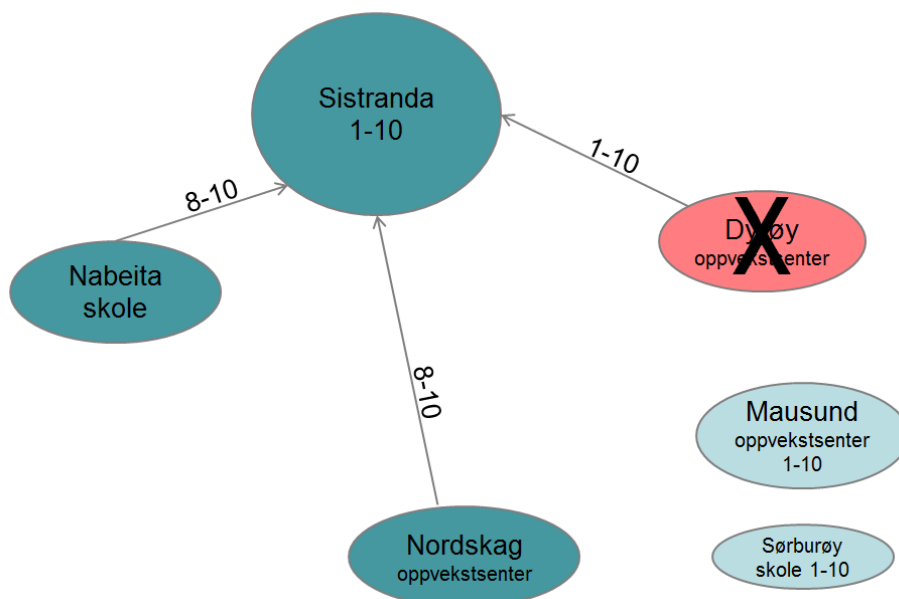 Sistranda
1-10
1-10
8-10
Dyrøy
oppvekstsenter
X
Nabeita
skole
8-10
Mausund
oppvekstsenter
1-10
Nordskag
oppvekstsenter
Sørburøy
skole 1-10